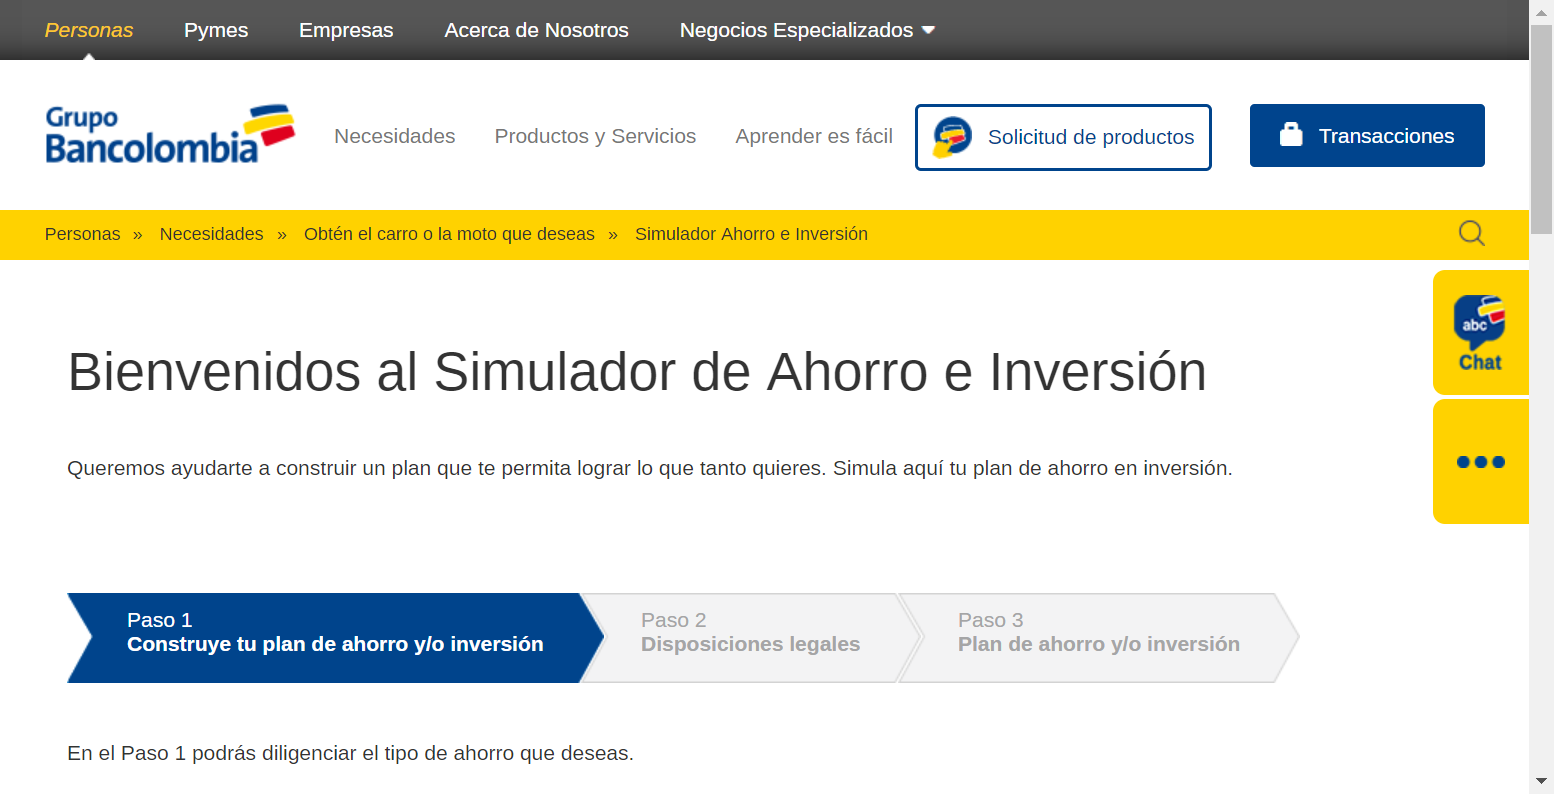 Personas Pymes Empresas Acerca de Nosotros Negocios Especializados
Grupo
Bancolombia
Necesidades Productos y Servicios Aprender es fácil Solicitud de productos Transacciones
Personas » Necesidades » Obtén el carro o la moto que deseas » Simulador Ahorro e Inversión
abc
Chat
Bienvenidos al Simulador de Ahorro e Inversión
Queremos ayudarte a construir un plan que te permita lograr lo que tanto quieres. Simula aquí tu plan de ahorro en inversión.
Paso 1
Construye tu plan de ahorro y/o inversión
Paso 2
Disposiciones legales
Paso 3
Plan de ahorro y/o inversión
En el Paso 1 podrás diligenciar el tipo de ahorro que deseas.